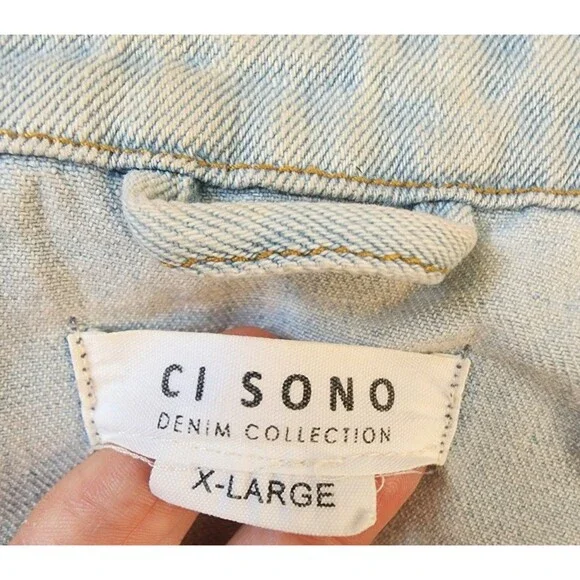 CI SONO
DENIM COLLECTION
X-LARGE